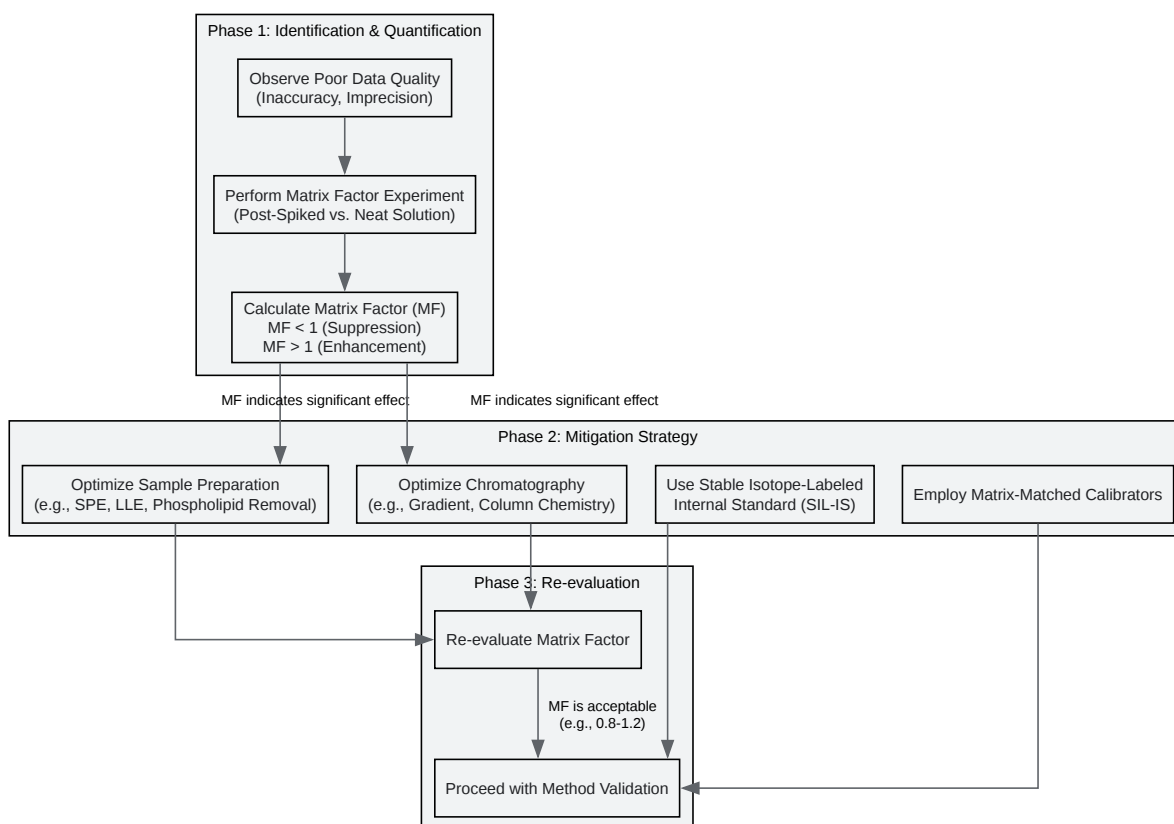 Phase 1: Identification & Quantification
Observe Poor Data Quality
(Inaccuracy, Imprecision)
Perform Matrix Factor Experiment
(Post-Spiked vs. Neat Solution)
Calculate Matrix Factor (MF)
MF < 1 (Suppression)
MF > 1 (Enhancement)
MF indicates significant effect
MF indicates significant effect
Phase 2: Mitigation Strategy
Optimize Sample Preparation
(e.g., SPE, LLE, Phospholipid Removal)
Optimize Chromatography
(e.g., Gradient, Column Chemistry)
Use Stable Isotope-Labeled
Internal Standard (SIL-IS)
Employ Matrix-Matched Calibrators
Phase 3: Re-evaluation
Re-evaluate Matrix Factor
MF is acceptable
(e.g., 0.8-1.2)
Proceed with Method Validation